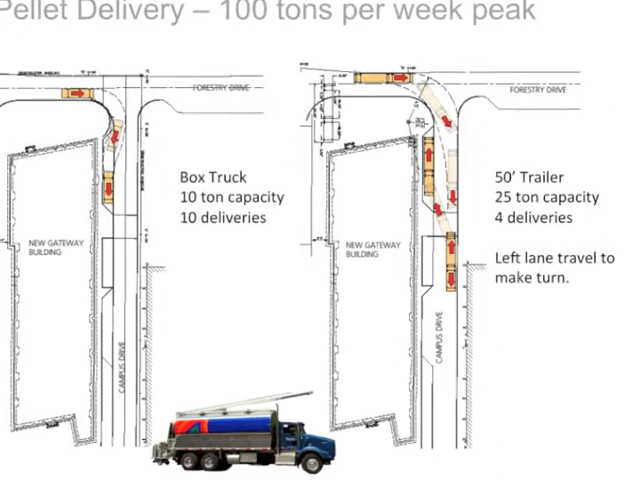 Pellet Delivery – 100 tons per week peak
FORESTRY DRIVE
Box Truck
10 ton capacity
10 deliveries
NEW GATEWAY
BUILDING
CAMPUS DRIVE
FORESTRY DRIVE
50' Trailer
25 ton capacity
4 deliveries
Left lane travel to
make turn.
NEW GATEWAY
BUILDING
CAMPUS DRIVE